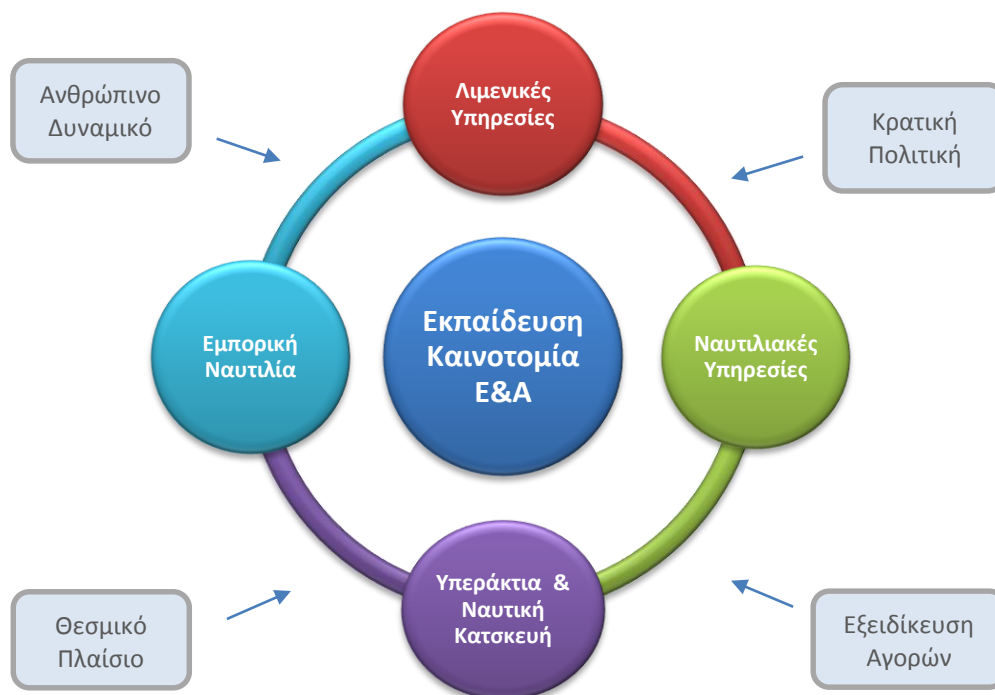 Λιμενικές
Υπηρεσίες
Ανθρώπινο
Δυναμικό
Κρατική
Πολιτική
Εμπορική
Ναυτιλία
Εκπαίδευση
Καινοτομία
Ε&Α
Ναυτιλιακές
Υπηρεσίες
Υπεράκτια & 
Ναυτική
Κατσκευή
Θεσμικό
Πλαίσιο
Εξειδίκευση
Αγορών